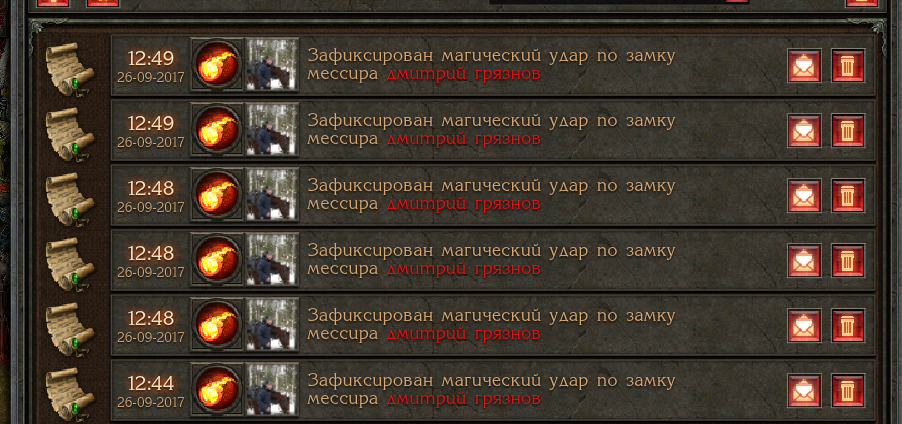 12:49
26-09-2017
Зафиксирован магический удар по замку
мессира дмитрий грязнов
12:49
26-09-2017
Зафиксирован магический удар по замку
мессира дмитрий грязнов
12:48
26-09-2017
Зафиксирован магический удар по замку
мессира дмитрий грязнов
12:48
26-09-2017
Зафиксирован магический удар по замку
мессира дмитрий грязнов
12:48
26-09-2017
Зафиксирован магический удар по замку
мессира дмитрий грязнов
12:44
26-09-2017
Зафиксирован магический удар по замку
мессира дмитрий грязнов